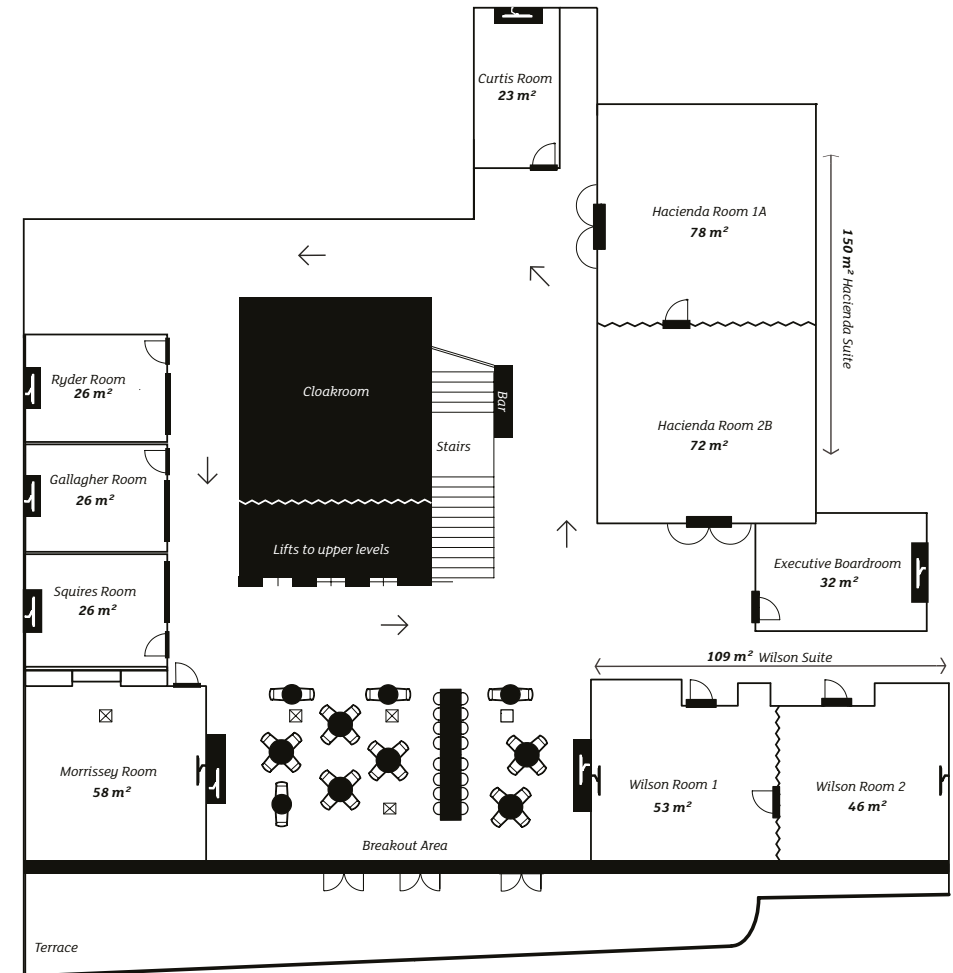 Curtis Room
23 m²
Hacienda Room 1A
78 m²
150 m² Hacienda Suite
Ryder Room
26 m²
Cloakroom
Bar
Stairs
Hacienda Room 2B
72 m²
Gallagher Room
26 m²
Lifts to upper levels
Executive Boardroom
32 m²
Squires Room
26 m²
109 m² Wilson Suite
Morrissey Room
58 m²
Wilson Room 1
53 m²
Wilson Room 2
46 m²
Breakout Area
Terrace